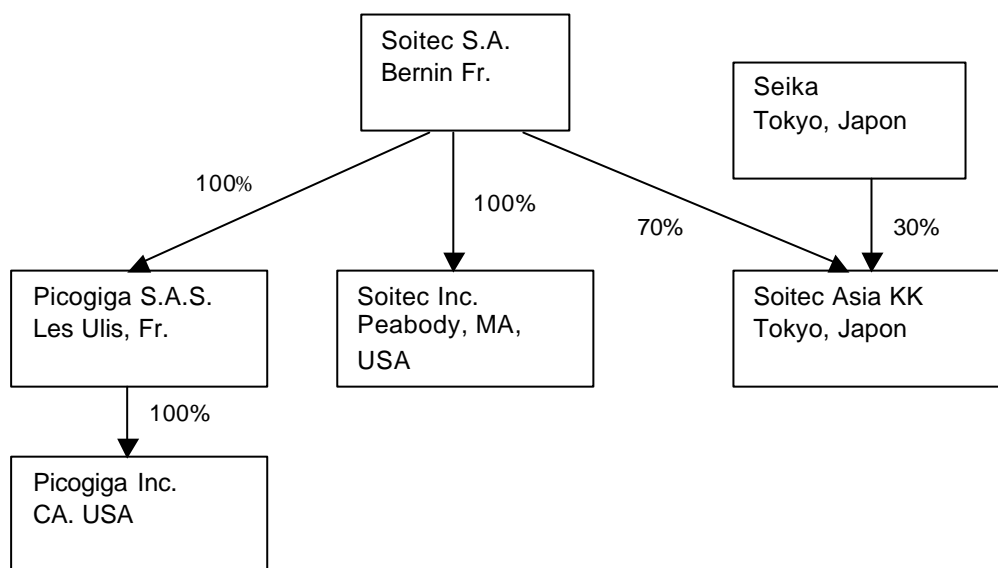 Soitec S.A.
Bernin Fr.
Seika
Tokyo, Japon
100%
100%
70%
30%
Picogiga S.A.S.
Les Ulis, Fr.
Soitec Inc.
Peabody, MA,
USA
Soitec Asia KK
Tokyo, Japon
100%
Picogiga Inc.
CA. USA